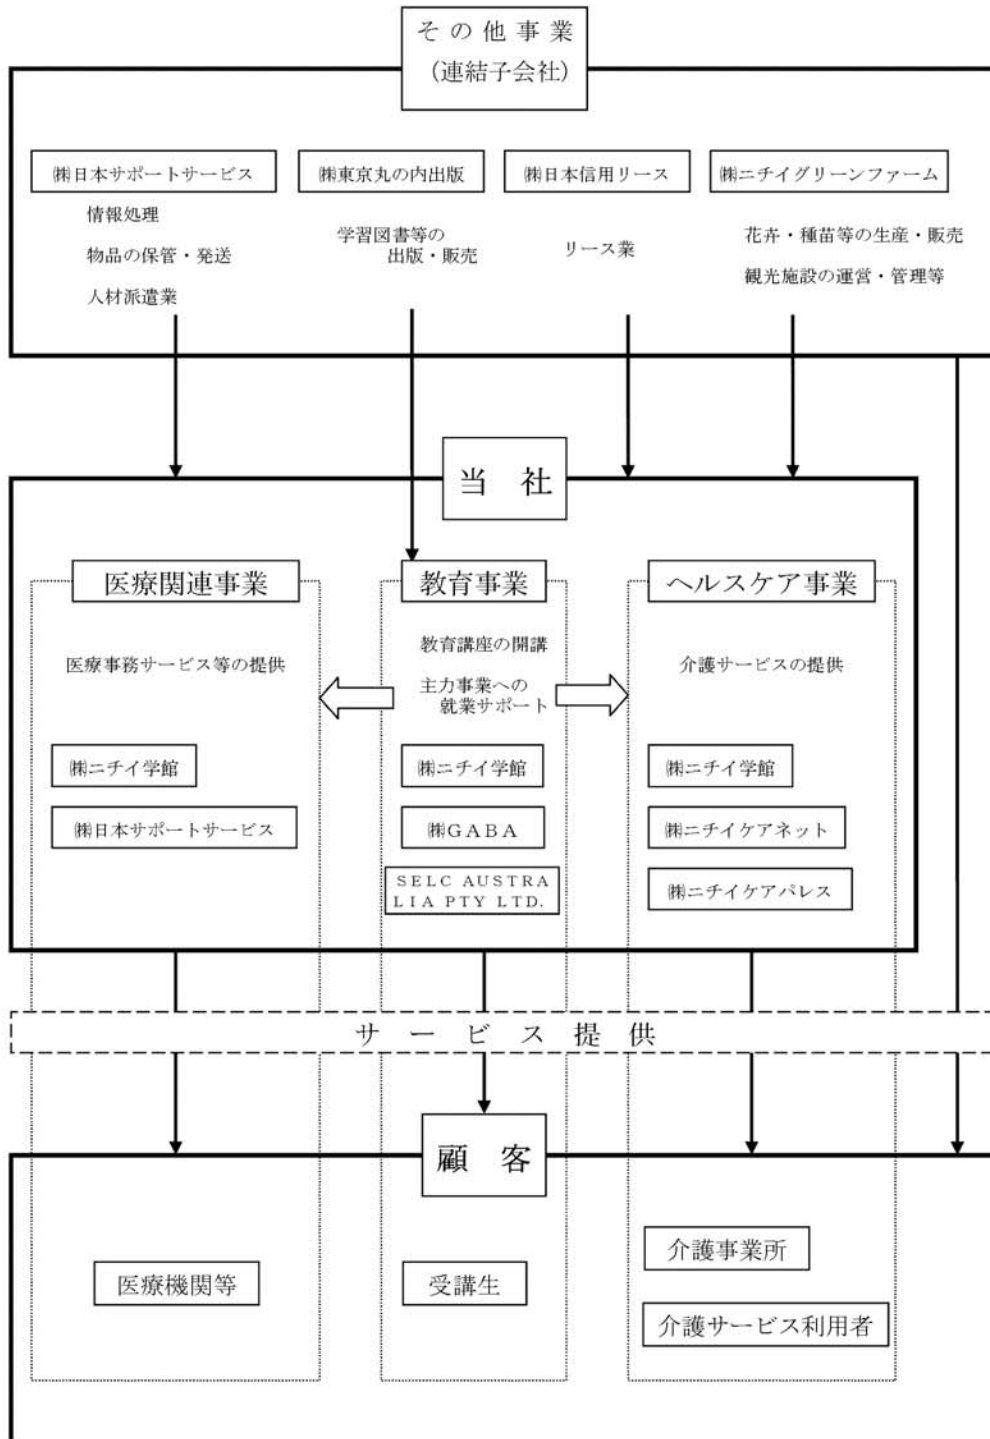 その他事業
(連結子会社)
㈱日本サポートサービス
情報処理
物品の保管・発送
人材派遣業
㈱東京丸の内出版
学習図書等の
出版・販売
㈱日本信用リース
リース業
㈱ニチイグリーンファーム
花卉・種苗等の生産・販売
観光施設の運営・管理等
当 社
医療関連事業
医療事務サービス等の提供
㈱ニチイ学館
㈱日本サポートサービス
教育事業
教育講座の開講
主力事業への
就業サポート
㈱ニチイ学館
㈱GABA
SELC AUSTRA
LIA PTY LTD.
ヘルスケア事業
介護サービスの提供
㈱ニチイ学館
㈱ニチイケアネット
㈱ニチイケアパレス
サ ー ビ ス 提 供
顧 客
医療機関等
受講生
介護事業所
介護サービス利用者